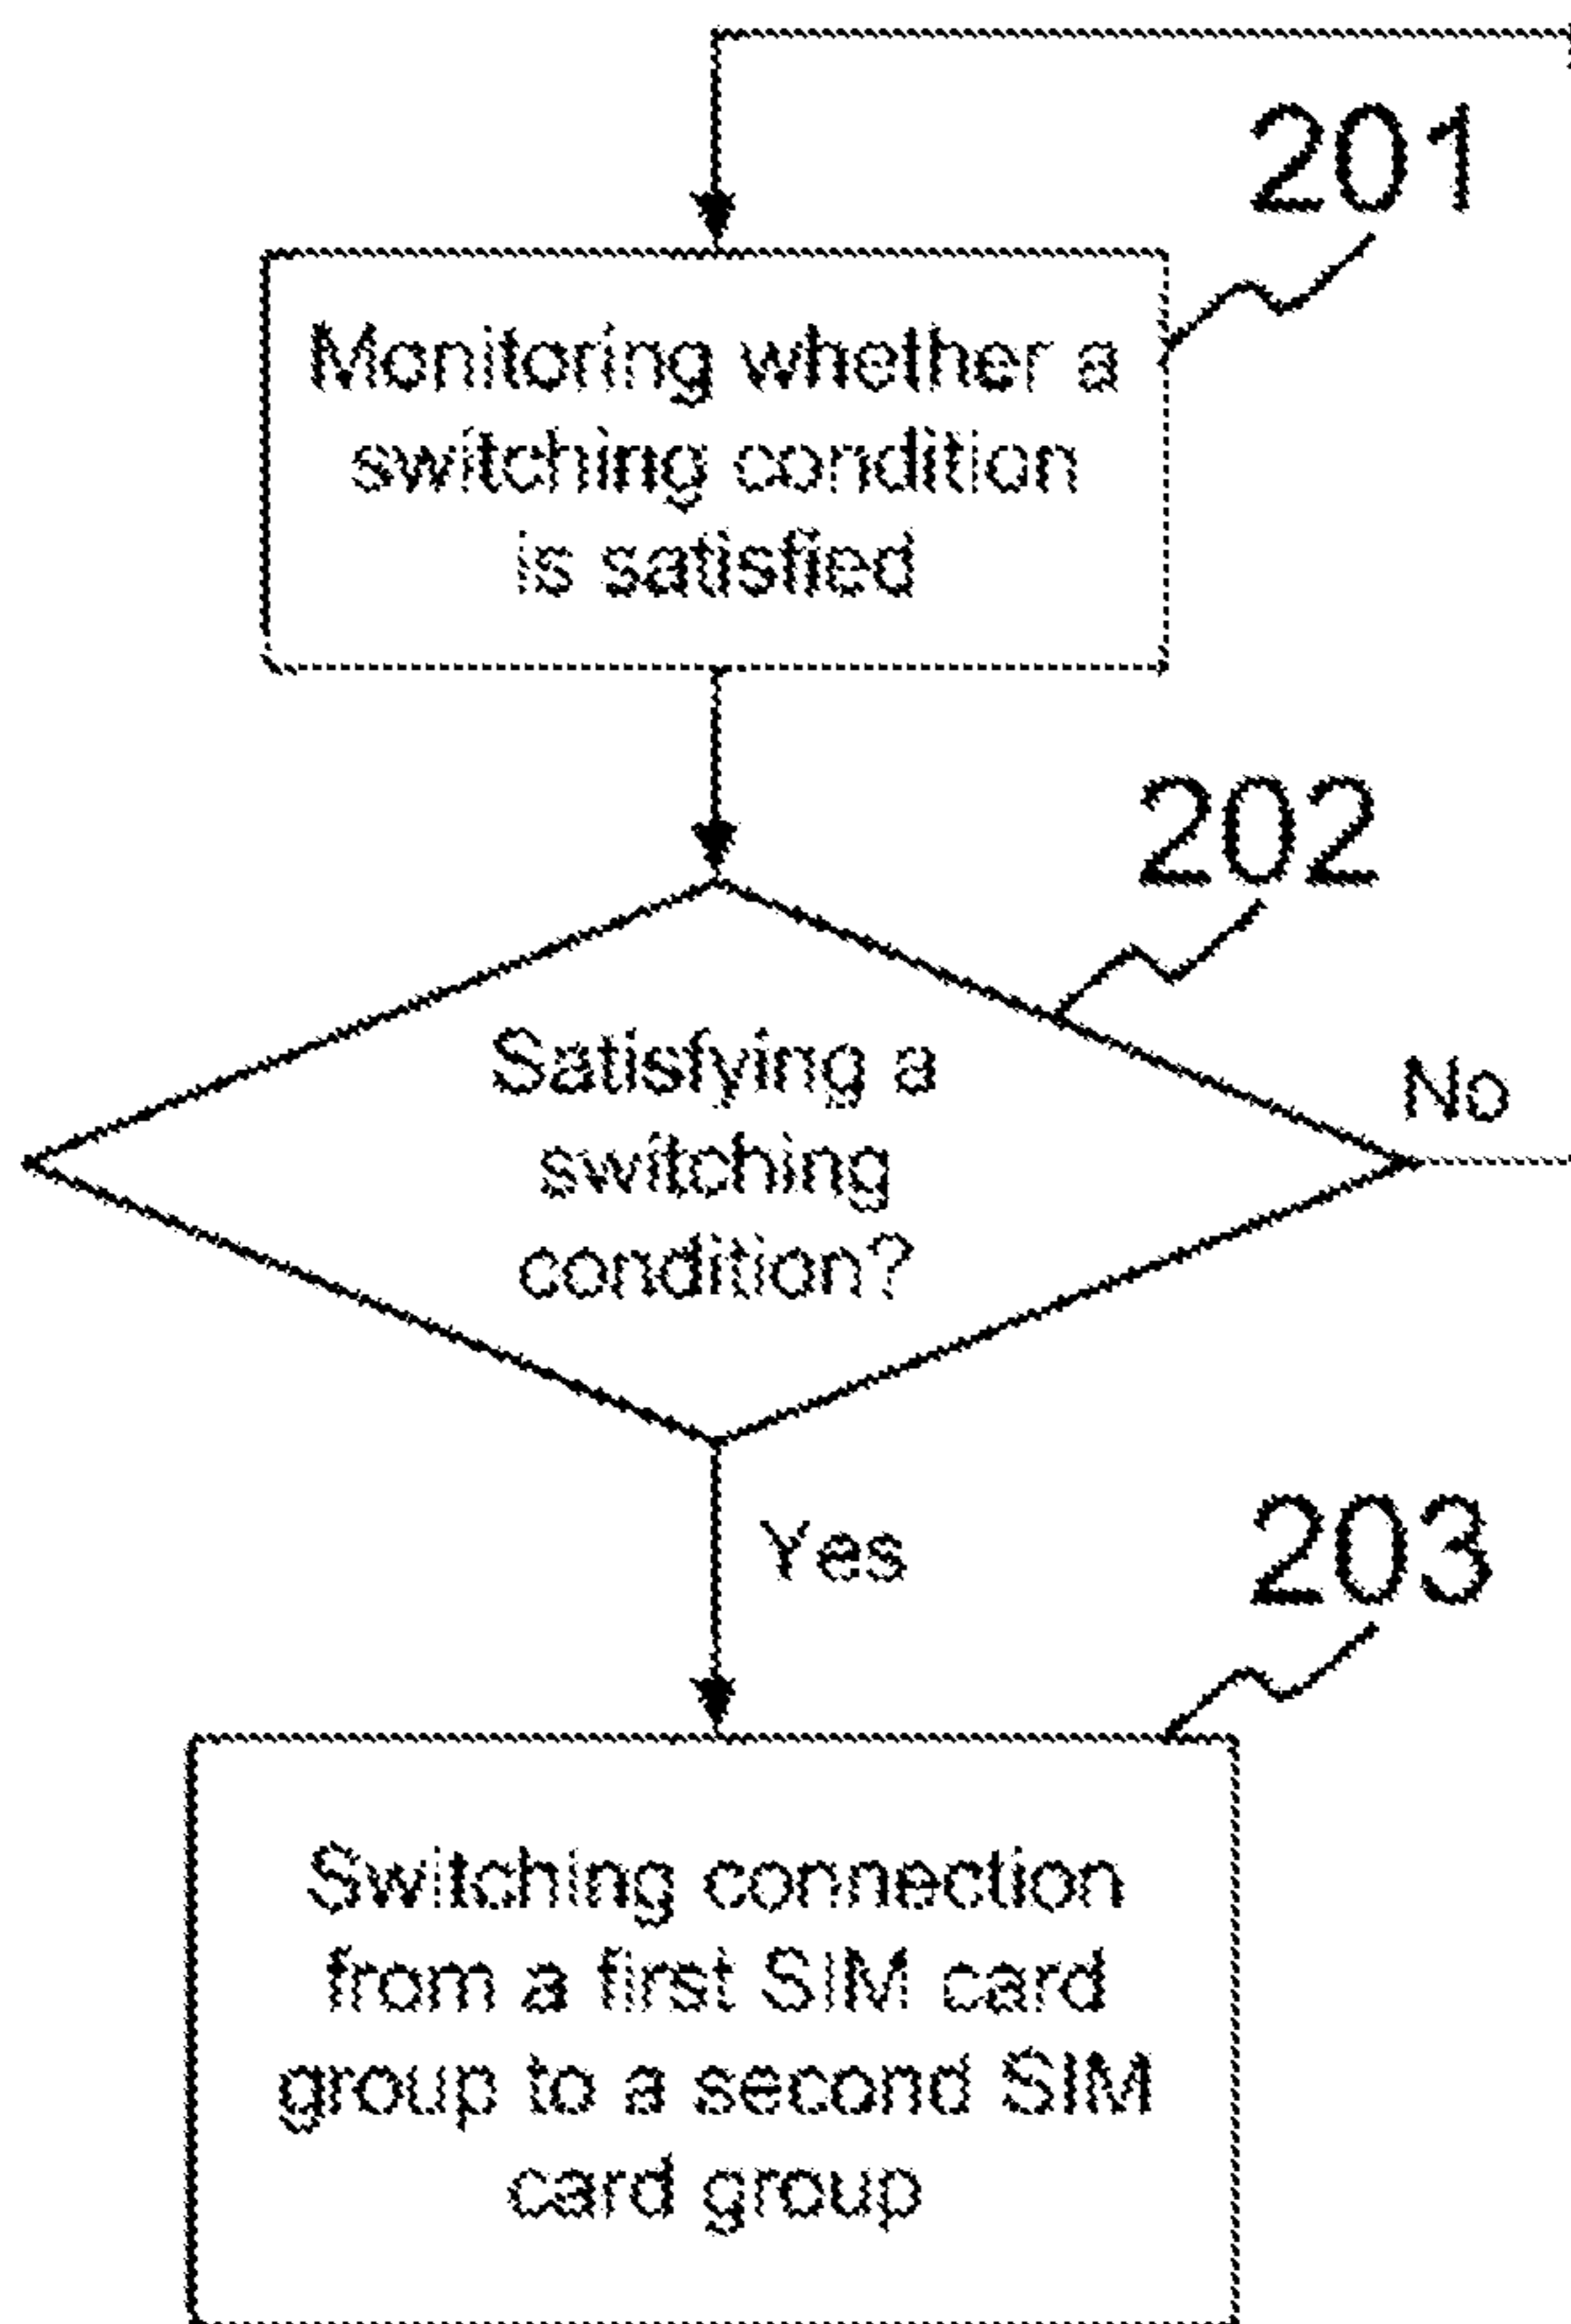 201
Monitoring whether a
switching condition
is satisfied
202
Satisfying a
switching
condition?
No
Yes
203
Switching connection
from a first SIM card
group to a second SIM
card group